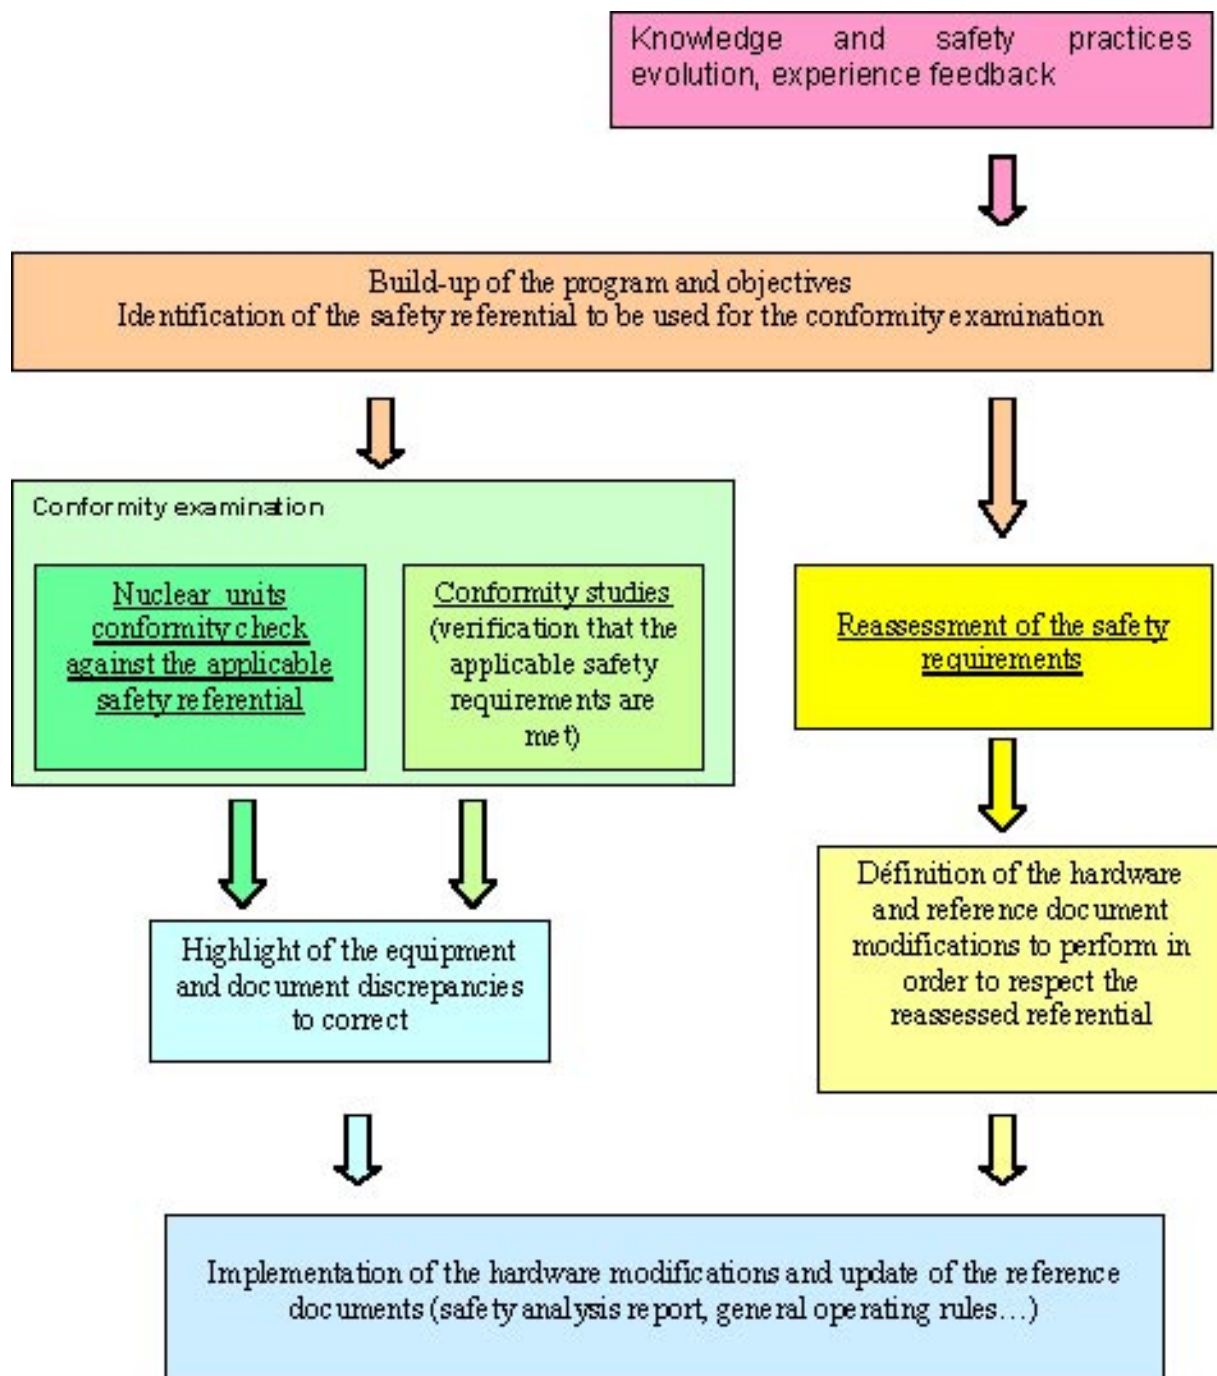 Knowledge and safety practices
evolution, experience feedback
Build-up of the program and objectives
Identification of the safety referential to be used for the conformity examination
Conformity examination
Nuclear units
conformity check
against the applicable
safety referential
Conformity studies
(verification that the
applicable safety
requirements are
met)
Reassessment of the safety
requirements
Highlight of the equipment
and document discrepancies
to correct
Définition of the hardware
and reference document
modifications to perform in
order to respect the
reassessed referential
Implementation of the hardware modifications and update of the reference
documents (safety analysis report, general operating rules…)